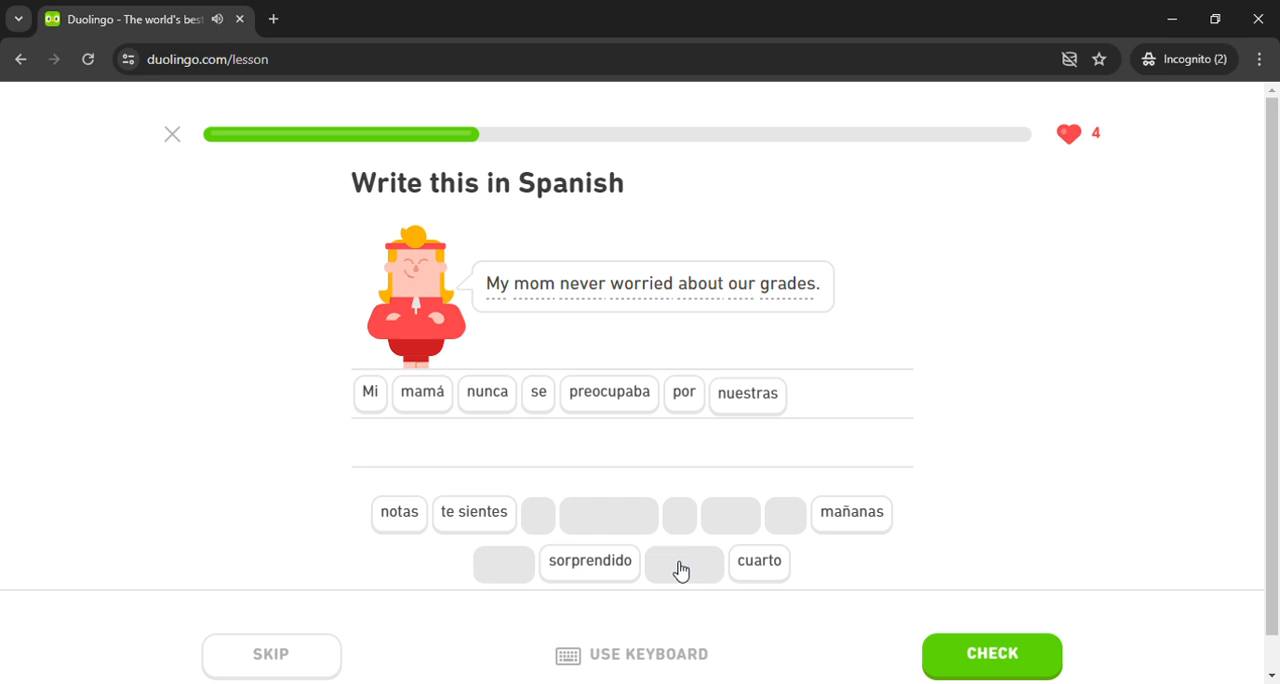 Duolingo - The world's best
duolingo.com/lesson
Incognito (2)
4
Write this in Spanish
My mom never worried about our grades.
Mi mamá nunca se preocupaba por nuestras
notas te sientes mañanas
sorprendido cuarto
SKIP
USE KEYBOARD
CHECK